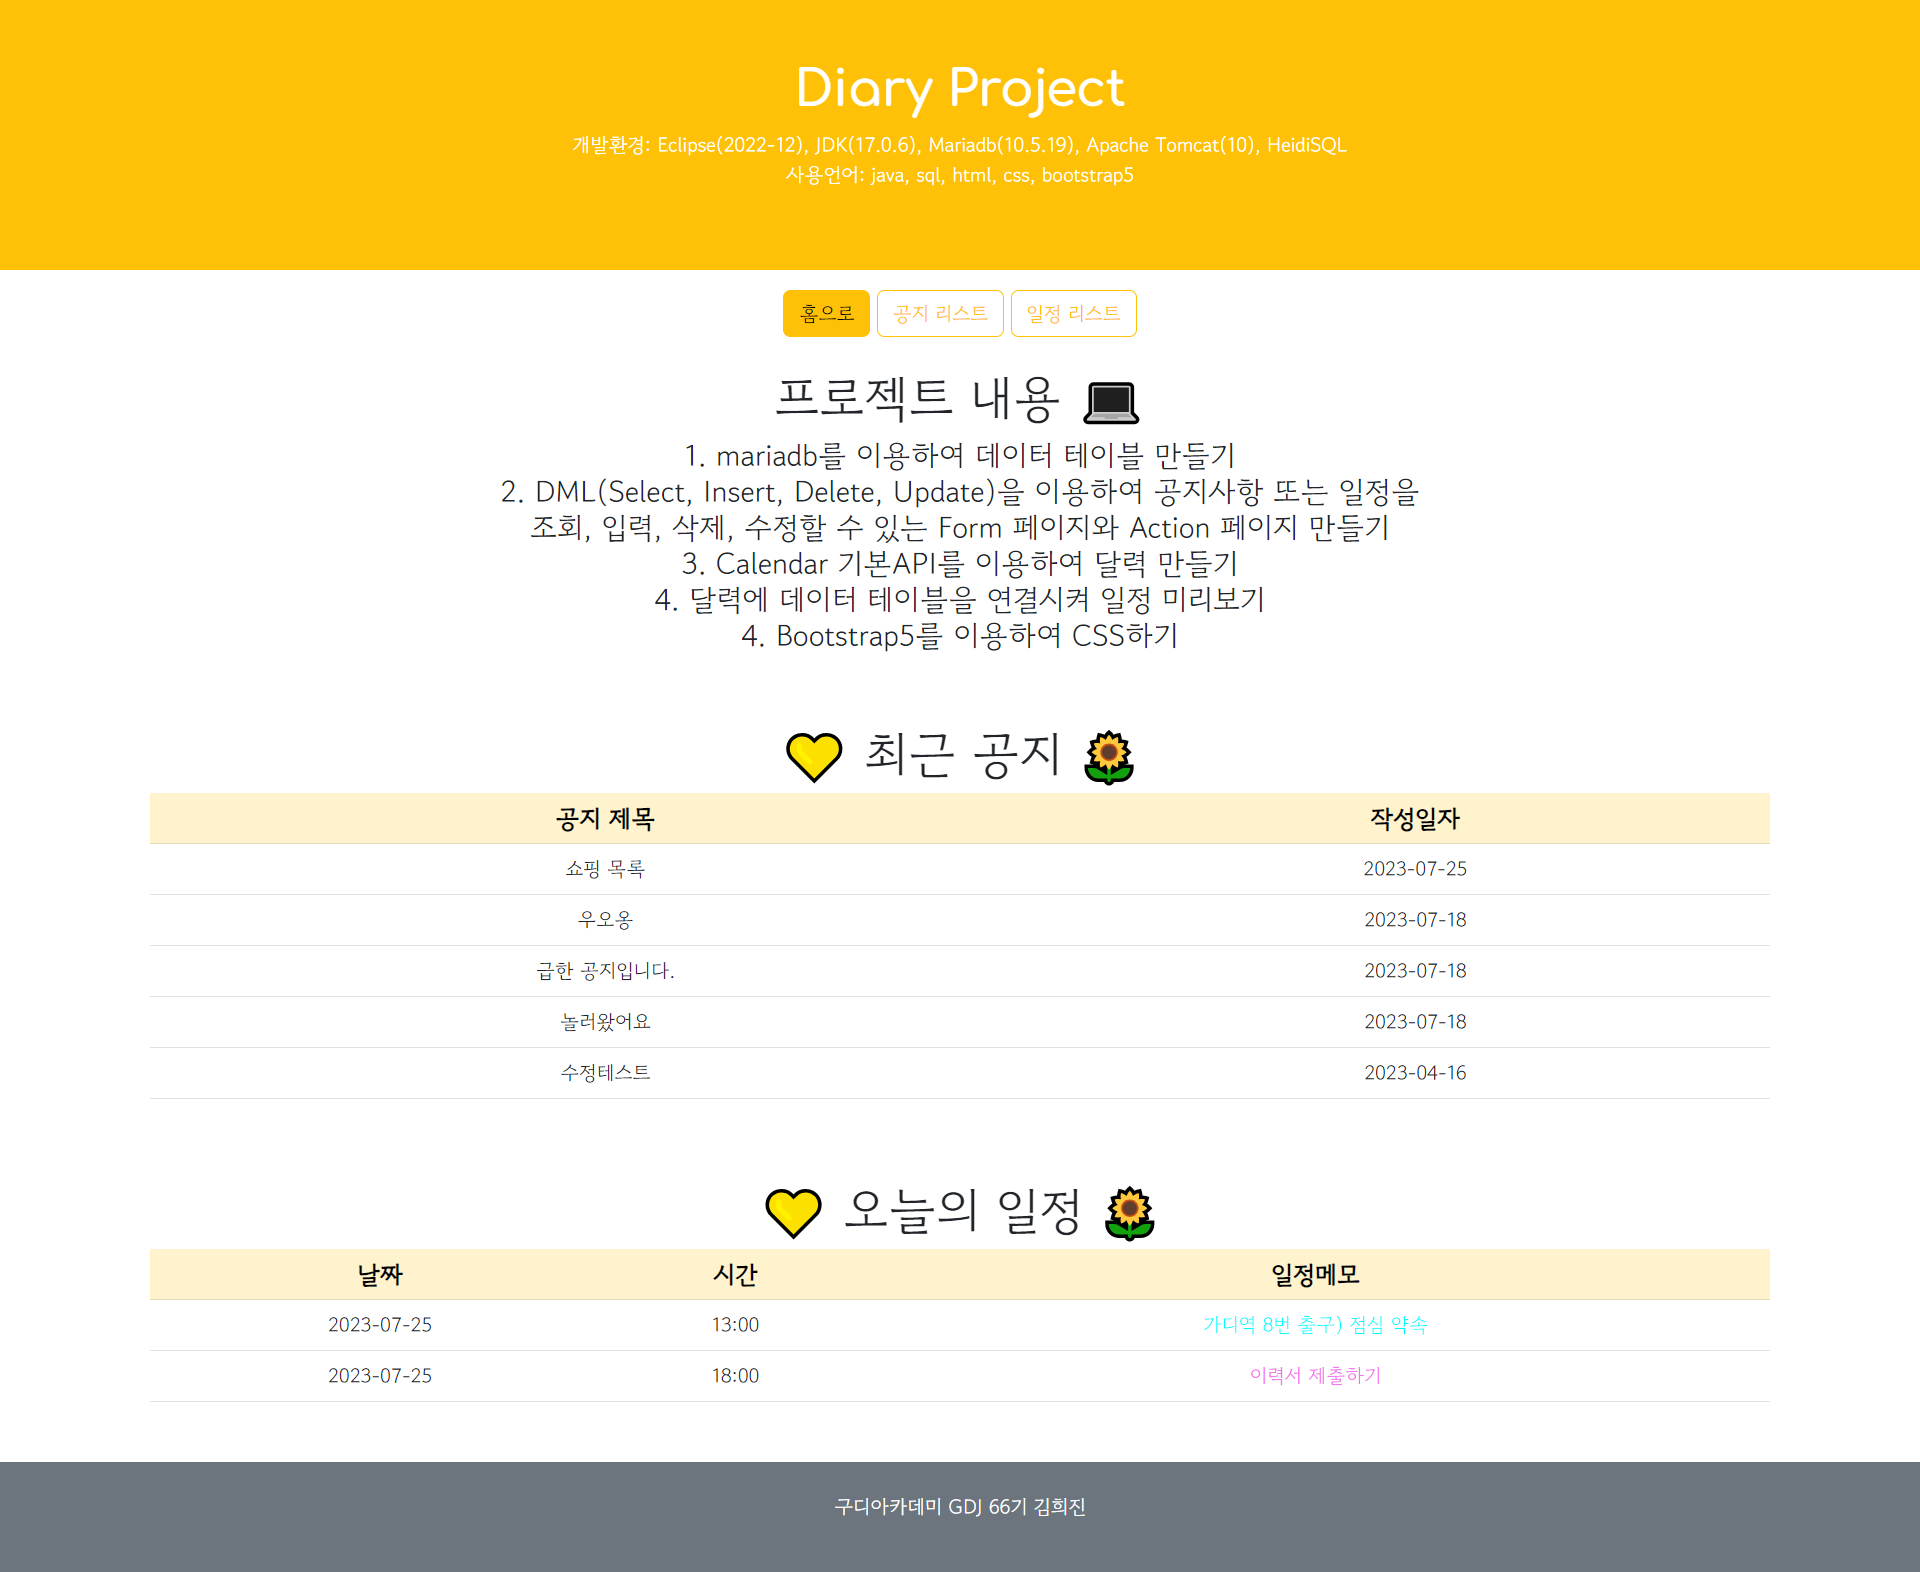 Diary Project
개발환경: Eclipse(2022-12), JDK(17.0.6), Mariadb(10.5.19), Apache Tomcat(10), HeidiSQL
사용언어: java, sql, html, css, bootstrap5
홈으로 공지 리스트 일정 리스트
프로젝트 내용
1. mariadb를 이용하여 데이터 테이블 만들기
2. DML(Select, Insert, Delete, Update)을 이용하여 공지사항 또는 일정을
조회, 입력, 삭제, 수정할 수 있는 Form 페이지와 Action 페이지 만들기
3. Calendar 기본API를 이용하여 달력 만들기
4. 달력에 데이터 테이블을 연결시켜 일정 미리보기
4. Bootstrap5를 이용하여 CSS하기
최근 공지
공지 제목 작성일자
쇼핑 목록 2023-07-25
우오옹 2023-07-18
급한 공지입니다. 2023-07-18
놀러왔어요 2023-07-18
수정테스트 2023-04-16
오늘의 일정
날짜 시간 일정메모
2023-07-25 13:00 가디역 8번 출구) 점심 약속
2023-07-25 18:00 이력서 제출하기
구디아카데미 GDJ 66기 김희진